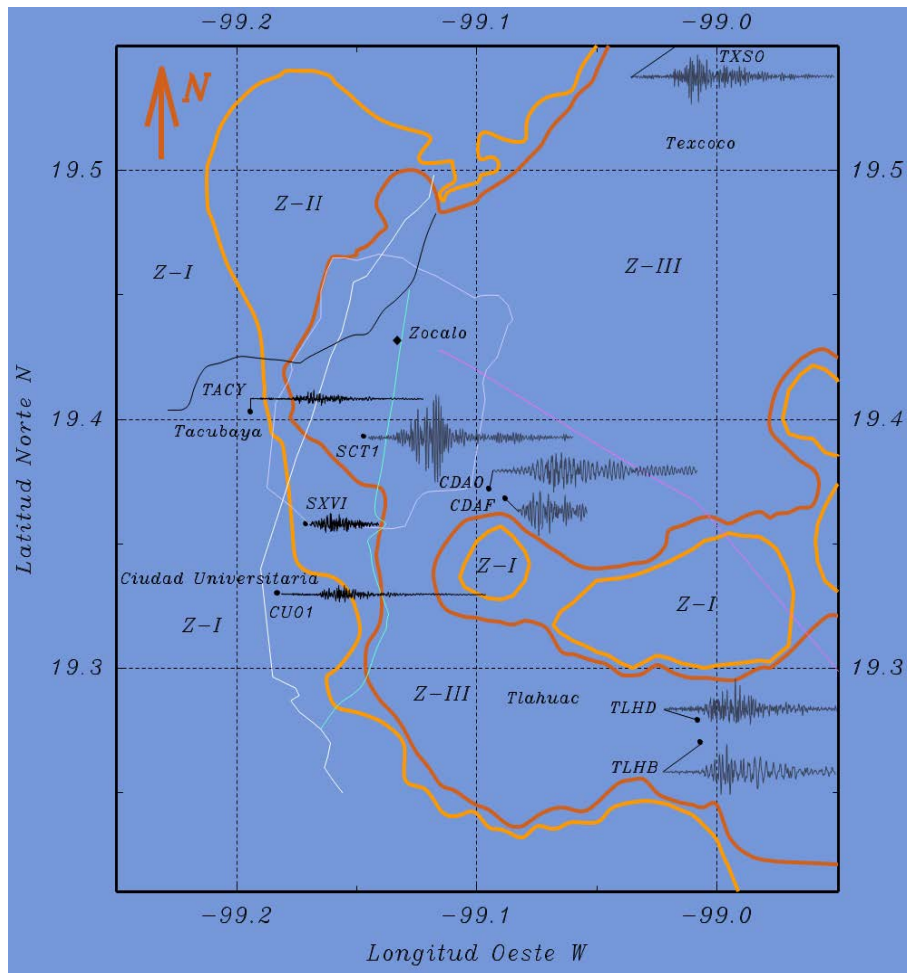 -99.2 -99.1 -99.0
TXSO
N
Texcoco
19.5 19.5
Z-II
Z-I Z-III
Zocalo
TACY
19.4 19.4
Tacubaya
SCT1
CDAO
CDAF
SXVI
Z-I
Ciudad Universitaria
CU01
Z-I Z-I
19.3 19.3
Z-III Tlahuac
TLHD
TLHB
-99.2 -99.1 -99.0
Longitud Oeste W
Latitud Norte N